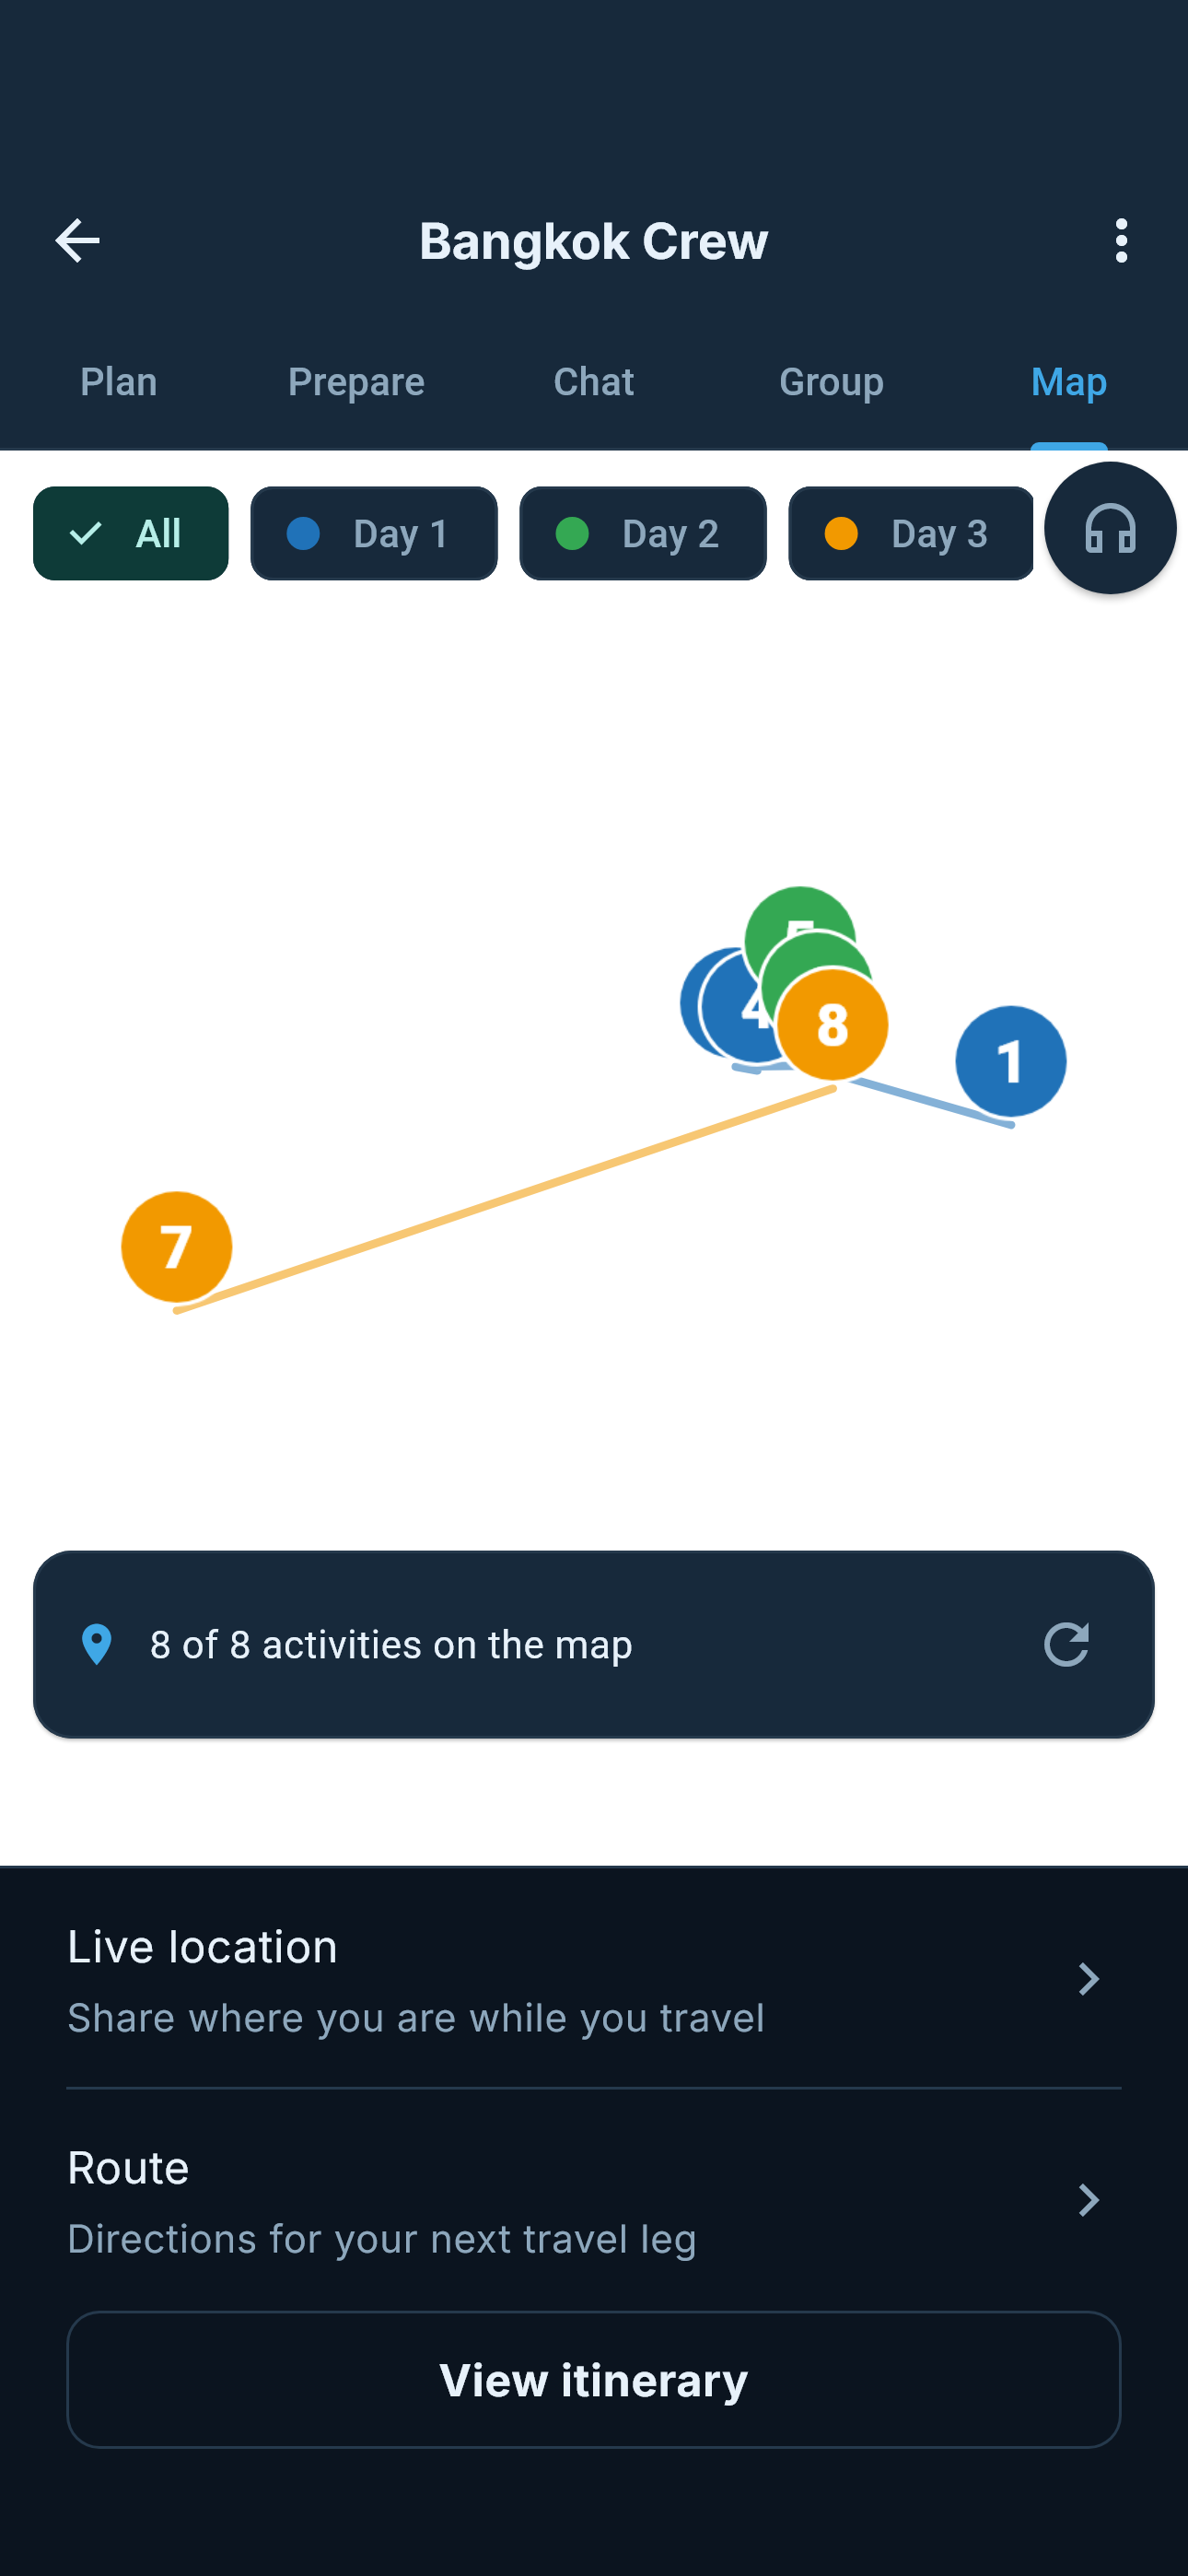 Bangkok Crew
Plan Prepare Chat Group Map
All Day 1 Day 2 Day 3
5
4
8
1
7
8 of 8 activities on the map
Live location
Share where you are while you travel
Route
Directions for your next travel leg
View itinerary